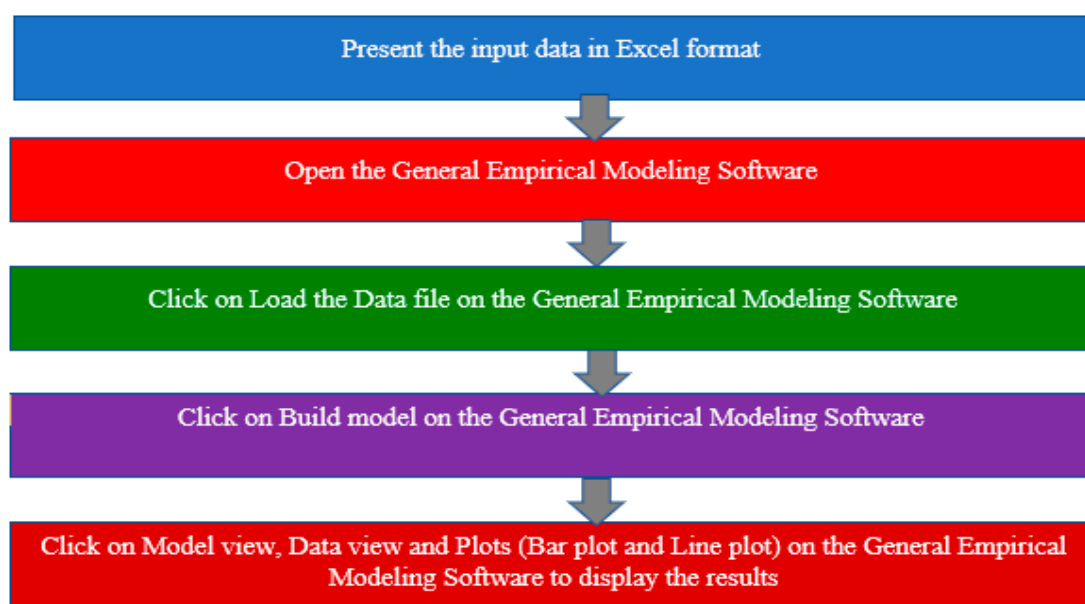 Present the input data in Excel format
Open the General Empirical Modeling Software
Click on Load the Data file on the General Empirical Modeling Software
Click on Build model on the General Empirical Modeling Software
Click on Model view, Data view and Plots (Bar plot and Line plot) on the General Empirical
Modeling Software to display the results